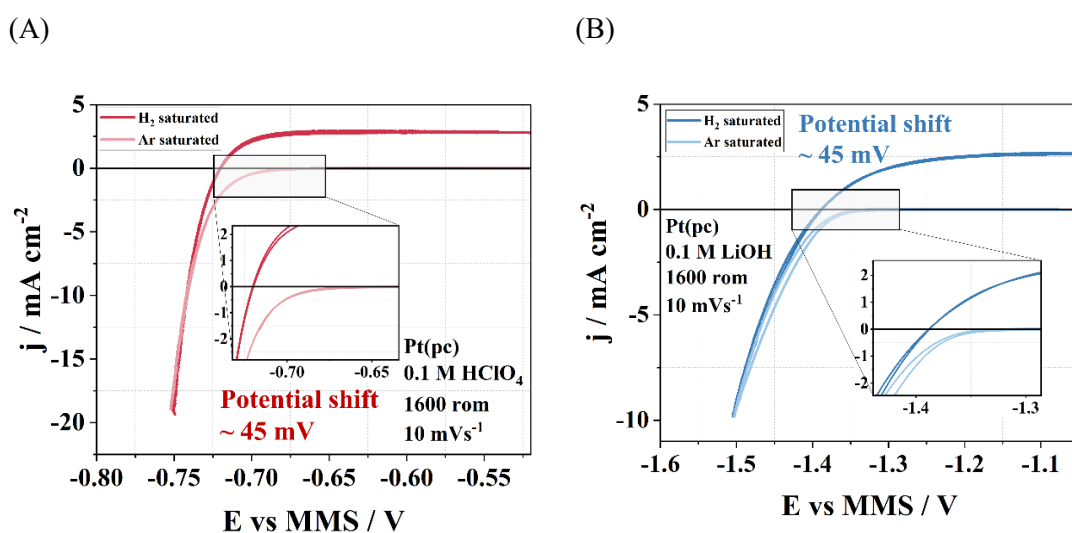 (A)
(B)
5
0
-5
-10
-15
-20
j / mA cm⁻²
H₂ saturated
Ar saturated
2
1
0
-1
-2
-0.70
-0.65
Potential shift
~ 45 mV
Pt(pc)
0.1 M HClO₄
1600 rom
10 mVs⁻¹
-0.80
-0.75
-0.70
-0.65
-0.60
-0.55
E vs MMS / V
5
0
-5
-10
j / mA cm⁻²
H₂ saturated
Ar saturated
Potential shift
~ 45 mV
Pt(pc)
0.1 M LiOH
1600 rom
10 mVs⁻¹
2
1
0
-1
-2
-1.4
-1.3
-1.6
-1.5
-1.4
-1.3
-1.2
-1.1
E vs MMS / V